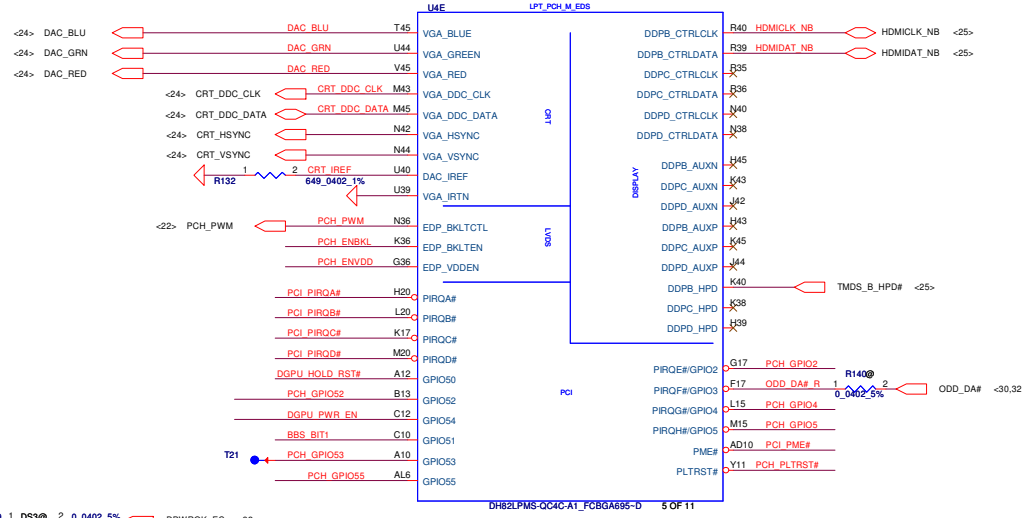 U4E LPT_PCH_M_EDS
<24> DAC_BLU DAC_BLU T45 VGA_BLUE DDPB_CTRLCLK R40 HDMICLK_NB HDMICLK_NB <25>
<24> DAC_GRN DAC_GRN U44 VGA_GREEN DDPB_CTRLDATA R39 HDMIDAT_NB HDMIDAT_NB <25>
<24> DAC_RED DAC_RED V45 VGA_RED DDPC_CTRLCLK R35
<24> CRT_DDC_CLK CRT_DDC_CLK M43 VGA_DDC_CLK DDPC_CTRLDATA R36
<24> CRT_DDC_DATA CRT_DDC_DATA M45 VGA_DDC_DATA CRT DDPD_CTRLCLK N40
<24> CRT_HSYNC N42 VGA_HSYNC DDPD_CTRLDATA N38
<24> CRT_VSYNC N44 VGA_VSYNC DDPB_AUXN H45
R132 1 2 CRT_IREF 649_0402_1% U40 DAC_IREF DISPLAY DDPC_AUXN K43
U39 VGA_IRTN DDPD_AUXN J42
<22> PCH_PWM PCH_PWM N36 EDP_BKLTCTL LVDS DDPB_AUXP H43
PCH_ENBKL K36 EDP_BKLTEN DDPC_AUXP K45
PCH_ENVDD G36 EDP_VDDEN DDPD_AUXP J44
PCI_PIRQA# H20 PIRQA# DDPB_HPD K40 TMDS_B_HPD# <25>
PCI_PIRQB# L20 PIRQB# DDPC_HPD K38
PCI_PIRQC# K17 PIRQC# DDPD_HPD H39
PCI_PIRQD# M20 PIRQD# PIRQE#/GPIO2 G17 PCH_GPIO2
DGPU_HOLD_RST# A12 GPIO50 PCI PIRQF#/GPIO3 F17 ODD_DA#_R 1 R140@ 0_0402_5% 2 ODD_DA# <30,32
PCH_GPIO52 B13 GPIO52 PIRQG#/GPIO4 L15 PCH_GPIO4
DGPU_PWR_EN C12 GPIO54 PIRQH#/GPIO5 M15 PCH_GPIO5
BBS_BIT1 C10 GPIO51 PME# AD10 PCI_PME#
T21 PCH_GPIO53 A10 GPIO53 PLTRST# Y11 PCH_PLTRST#
PCH_GPIO55 AL6 GPIO55
DH82LPMS-QC4C-A1_FCBGA695~D 5 OF 11
1 DS3@ 2 0_0402_5%